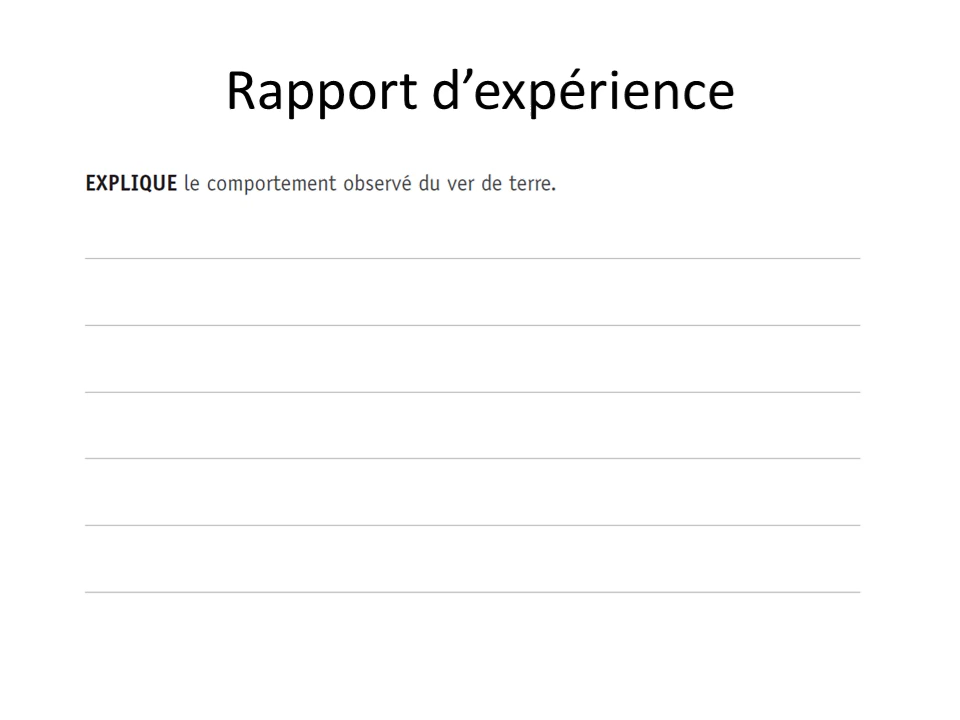 Rapport d’expérience
EXPLIQUE le comportement observé du ver de terre.